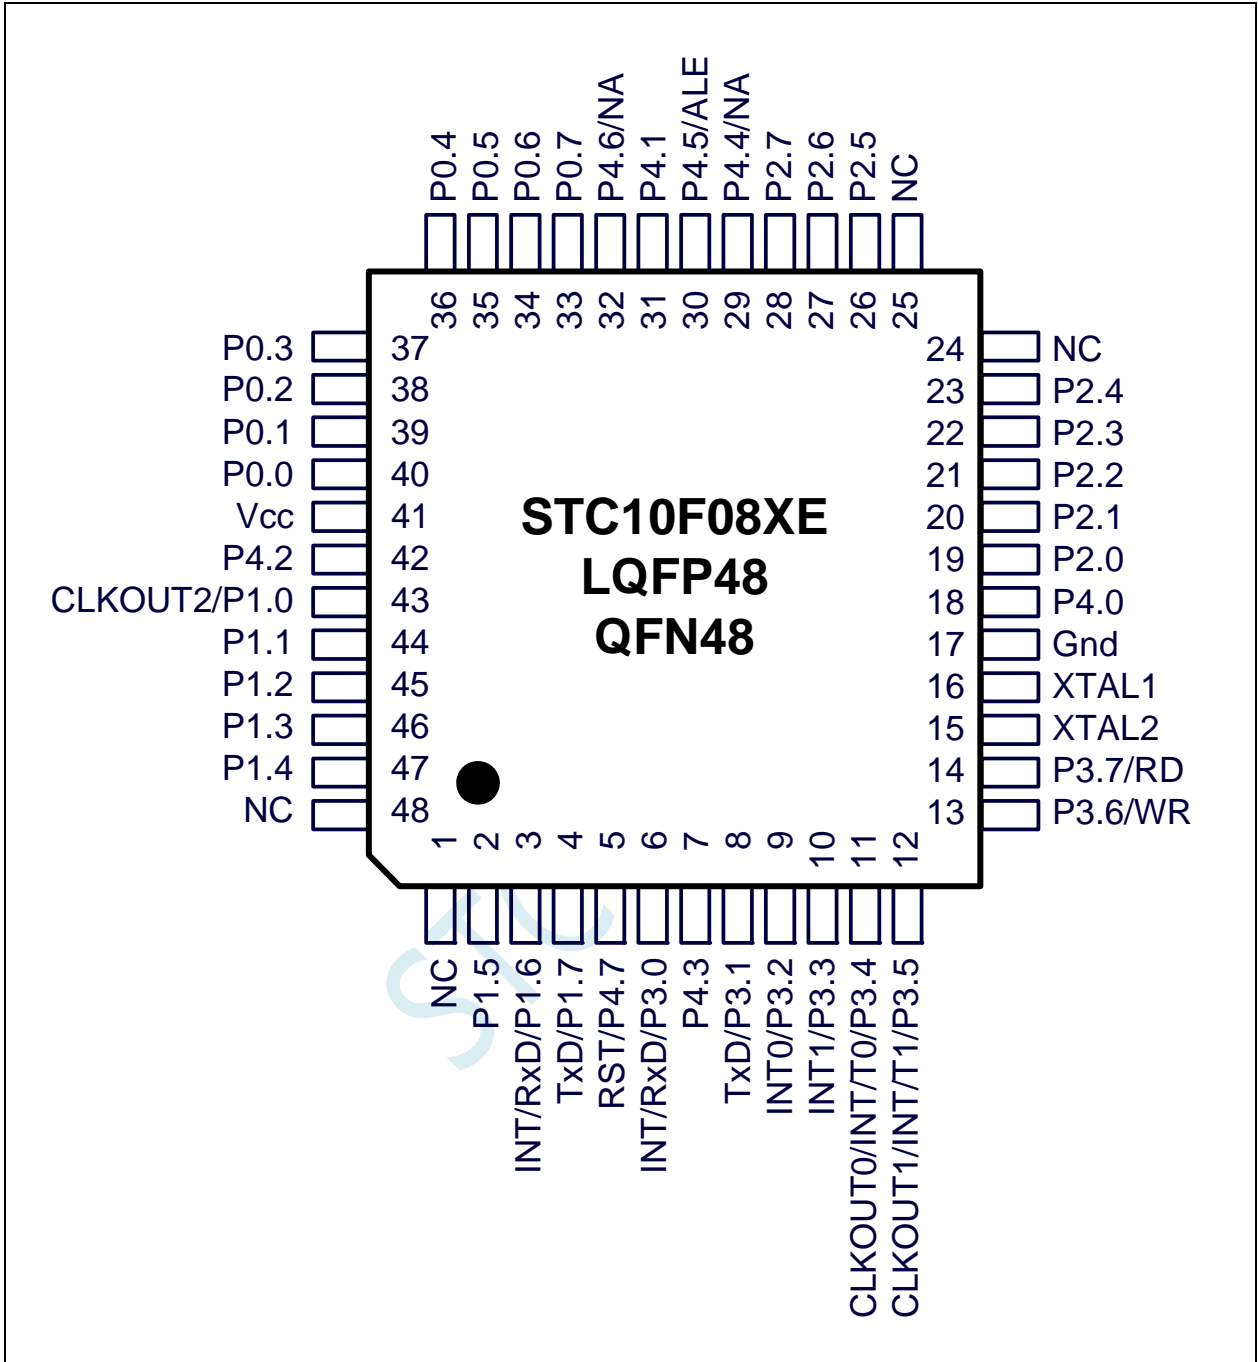 P0.4
P0.5
P0.6
P0.7
P4.6/NA
P4.1
P4.5/ALE
P4.4/NA
P2.7
P2.6
P2.5
NC
36
35
34
33
32
31
30
29
28
27
26
25
P0.3 37
P0.2 38
P0.1 39
P0.0 40
Vcc 41
P4.2 42
CLKOUT2/P1.0 43
P1.1 44
P1.2 45
P1.3 46
P1.4 47
NC 48
STC10F08XE
LQFP48
QFN48
24 NC
23 P2.4
22 P2.3
21 P2.2
20 P2.1
19 P2.0
18 P4.0
17 Gnd
16 XTAL1
15 XTAL2
14 P3.7/RD
13 P3.6/WR
1
2
3
4
5
6
7
8
9
10
11
12
NC
P1.5
INT/RxD/P1.6
TxD/P1.7
RST/P4.7
INT/RxD/P3.0
P4.3
TxD/P3.1
INT0/P3.2
INT1/P3.3
CLKOUT0/INT/T0/P3.4
CLKOUT1/INT/T1/P3.5
STC